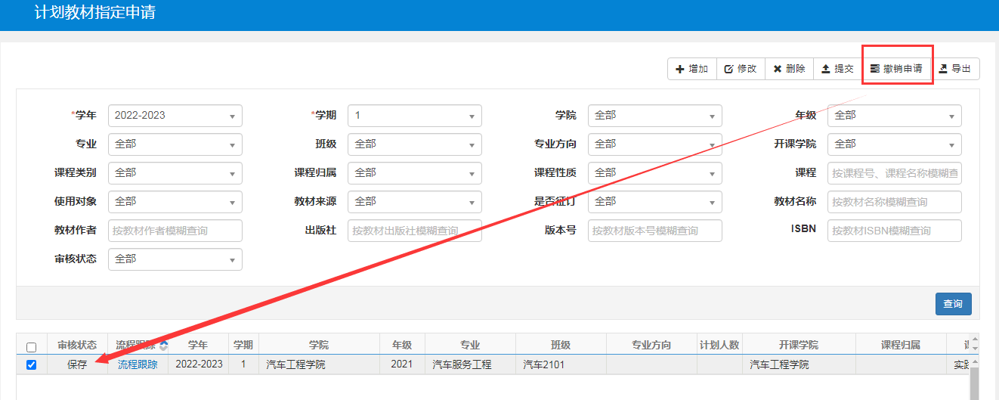 计划教材指定申请
增加 修改 删除 提交 撤销申请 导出
*学年 2022-2023 *学期 1 学院 全部 年级 全部
专业 全部 班级 全部 专业方向 全部 开课学院 全部
课程类别 全部 课程归属 全部 课程性质 全部 课程 按课程号、课程名称模糊查
使用对象 全部 教材来源 全部 是否征订 全部 教材名称 按教材名称模糊查询
教材作者 按教材作者模糊查询 出版社 按教材出版社模糊查询 版本号 按教材版本号模糊查询 ISBN 按教材ISBN模糊查询
审核状态 全部
查询
审核状态 流程跟踪 学年 学期 学院 年级 专业 班级 专业方向 计划人数 开课学院 课程归属
保存 流程跟踪 2022-2023 1 汽车工程学院 2021 汽车服务工程 汽车2101 汽车工程学院 实践